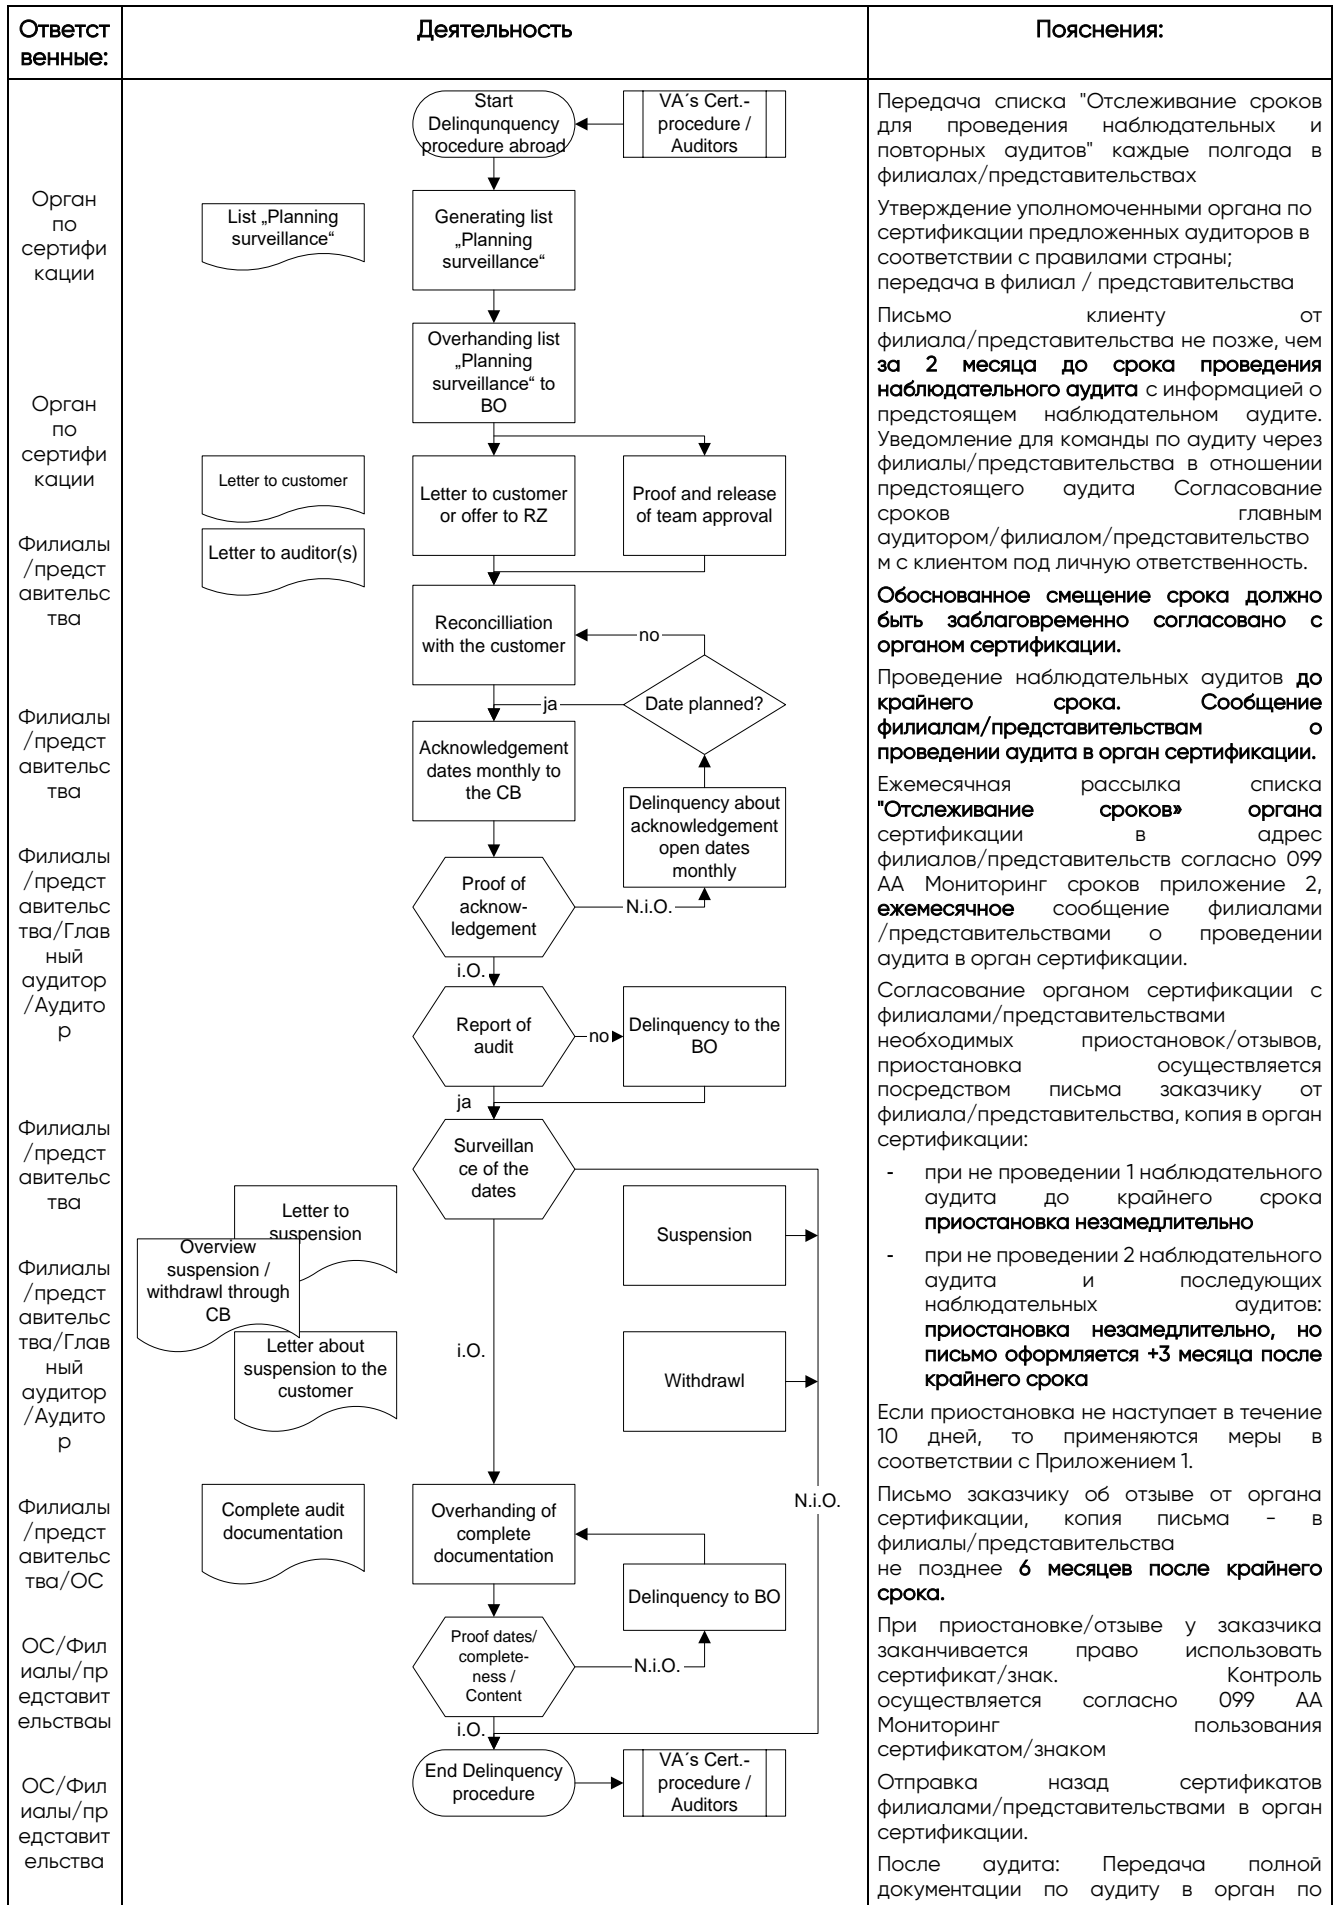 Ответст
венные:
Деятельность
Пояснения:
Орган
по
сертифи
кации
Орган
по
сертифи
кации
Филиалы
/предст
авительс
тва
Филиалы
/предст
авительс
тва
Филиалы
/предст
авительс
тва/Глав
ный
аудитор
/Аудито
р
Филиалы
/предст
авительс
тва
Филиалы
/предст
авительс
тва/Глав
ный
аудитор
/Аудито
р
Филиалы
/предст
авительс
тва/ОС
ОС/Фил
иалы/пр
едставит
ельстваы
ОС/Фил
иалы/пр
едставит
ельства
Start
Delinqunquency
procedure abroad
VA´s Cert.-
procedure /
Auditors
List „Planning
surveillance“
Generating list
„Planning
surveillance“
Overhanding list
„Planning
surveillance“ to
BO
Letter to customer
Letter to customer
or offer to RZ
Proof and release
of team approval
Letter to auditor(s)
Reconcilliation
with the customer
no
Date planned?
ja
Acknowledgement
dates monthly to
the CB
Delinquency about
acknowledgement
open dates
monthly
Proof of
acknow-
ledgement
N.i.O.
i.O.
Report of
audit
no
Delinquency to the
BO
ja
Surveillan
ce of the
dates
Letter to
suspension
Overview
suspension /
withdrawl through
CB
Letter about
suspension to the
customer
Suspension
i.O.
Withdrawl
N.i.O.
Complete audit
documentation
Overhanding of
complete
documentation
Delinquency to BO
Proof dates/
complete-
ness /
Content
N.i.O.
i.O.
End Delinquency
procedure
VA´s Cert.-
procedure /
Auditors
Передача списка "Отслеживание сроков
для проведения наблюдательных и
повторных аудитов" каждые полгода в
филиалах/представительствах
Утверждение уполномоченными органа по
сертификации предложенных аудиторов в
соответствии с правилами страны;
передача в филиал / представительства
Письмо клиенту от
филиала/представительства не позже, чем
за 2 месяца до срока проведения
наблюдательного аудита с информацией о
предстоящем наблюдательном аудите.
Уведомление для команды по аудиту через
филиалы/представительства в отношении
предстоящего аудита Согласование
сроков главным
аудитором/филиалом/представительство
м с клиентом под личную ответственность.
Обоснованное смещение срока должно
быть заблаговременно согласовано с
органом сертификации.
Проведение наблюдательных аудитов до
крайнего срока. Сообщение
филиалам/представительствам о
проведении аудита в орган сертификации.
Ежемесячная рассылка списка
"Отслеживание сроков» органа
сертификации в адрес
филиалов/представительств согласно 099
АА Мониторинг сроков приложение 2,
ежемесячное сообщение филиалами
/представительствами о проведении
аудита в орган сертификации.
Согласование органом сертификации с
филиалами/представительствами
необходимых приостановок/отзывов,
приостановка осуществляется
посредством письма заказчику от
филиала/представительства, копия в орган
сертификации:
- при не проведении 1 наблюдательного
аудита до крайнего срока
приостановка незамедлительно
- при не проведении 2 наблюдательного
аудита и последующих
наблюдательных аудитов:
приостановка незамедлительно, но
письмо оформляется +3 месяца после
крайнего срока
Если приостановка не наступает в течение
10 дней, то применяются меры в
соответствии с Приложением 1.
Письмо заказчику об отзыве от органа
сертификации, копия письма - в
филиалы/представительства
не позднее 6 месяцев после крайнего
срока.
При приостановке/отзыве у заказчика
заканчивается право использовать
сертификат/знак. Контроль
осуществляется согласно 099 АА
Мониторинг пользования
сертификатом/знаком
Отправка назад сертификатов
филиалами/представительствами в орган
сертификации.
После аудита: Передача полной
документации по аудиту в орган по